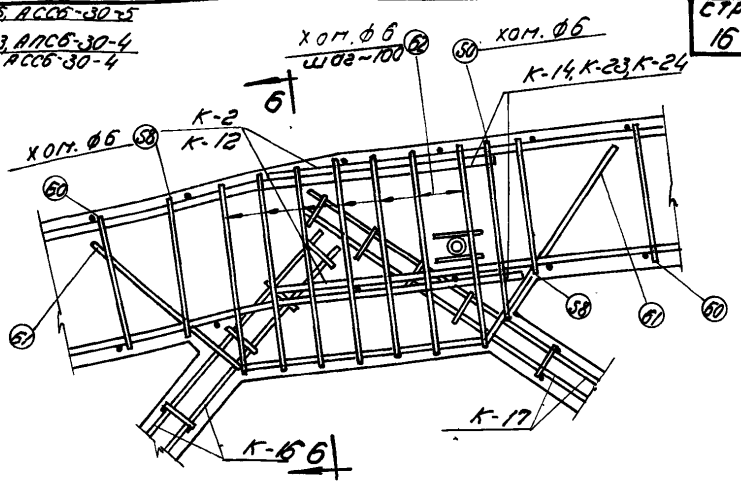 АССБ-30-5
АПСБ-30-4
АССБ-30-4
СТР
16
хом. ф6
шаг~100
62
50
хом. ф6
К-14, К-23, К-24
б
К-2
К-12
хом. ф6
58
60
61
58
61
60
К-17
К-16
б